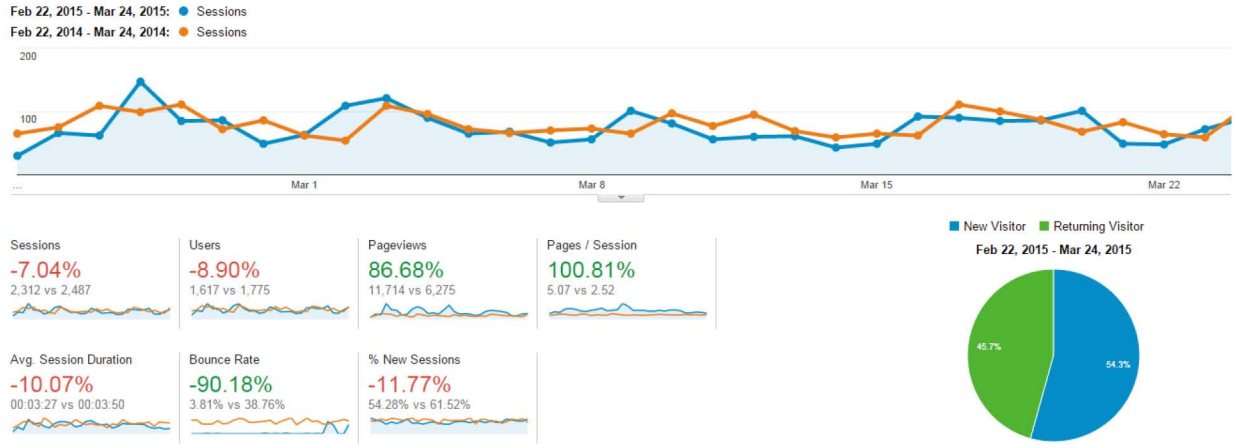 Feb 22, 2015 - Mar 24, 2015: Sessions
Feb 22, 2014 - Mar 24, 2014: Sessions
200
100
... Mar 1 Mar 8 Mar 15 Mar 22
New Visitor Returning Visitor
Feb 22, 2015 - Mar 24, 2015
45.7%
54.3%
Sessions
-7.04%
2,312 vs 2,487
Users
-8.90%
1,617 vs 1,775
Pageviews
86.68%
11,714 vs 6,275
Pages / Session
100.81%
5.07 vs 2.52
Avg. Session Duration
-10.07%
00:03:27 vs 00:03:50
Bounce Rate
-90.18%
3.81% vs 38.76%
% New Sessions
-11.77%
54.28% vs 61.52%